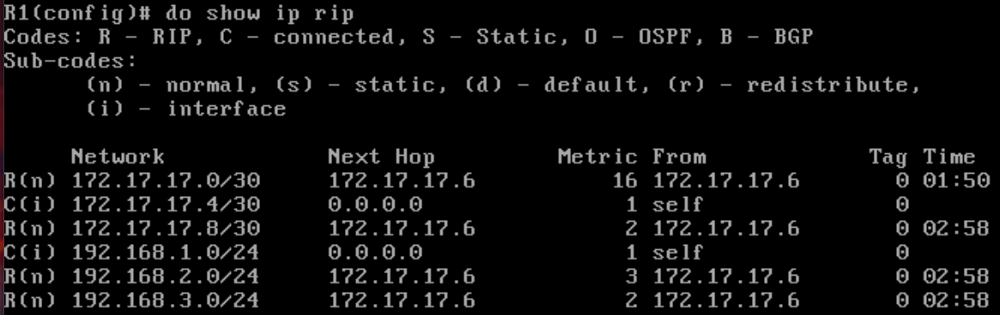 R1(config)# do show ip rip
Codes: R - RIP, C - connected, S - Static, O - OSPF, B - BGP
Sub-codes:
      (n) - normal, (s) - static, (d) - default, (r) - redistribute,
      (i) - interface

     Network            Next Hop         Metric From            Tag Time
R(n) 172.17.17.0/30     172.17.17.6          16 172.17.17.6       0 01:50
C(i) 172.17.17.4/30     0.0.0.0               1 self              0
R(n) 172.17.17.8/30     172.17.17.6           2 172.17.17.6       0 02:58
C(i) 192.168.1.0/24     0.0.0.0               1 self              0
R(n) 192.168.2.0/24     172.17.17.6           3 172.17.17.6       0 02:58
R(n) 192.168.3.0/24     172.17.17.6           2 172.17.17.6       0 02:58